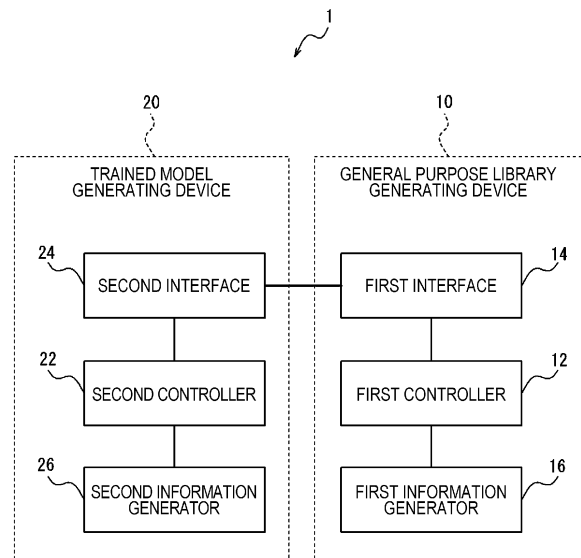 1
20
10
TRAINED MODEL
GENERATING DEVICE
GENERAL PURPOSE LIBRARY
GENERATING DEVICE
24
SECOND INTERFACE
FIRST INTERFACE
14
22
SECOND CONTROLLER
FIRST CONTROLLER
12
26
SECOND INFORMATION
GENERATOR
FIRST INFORMATION
GENERATOR
16